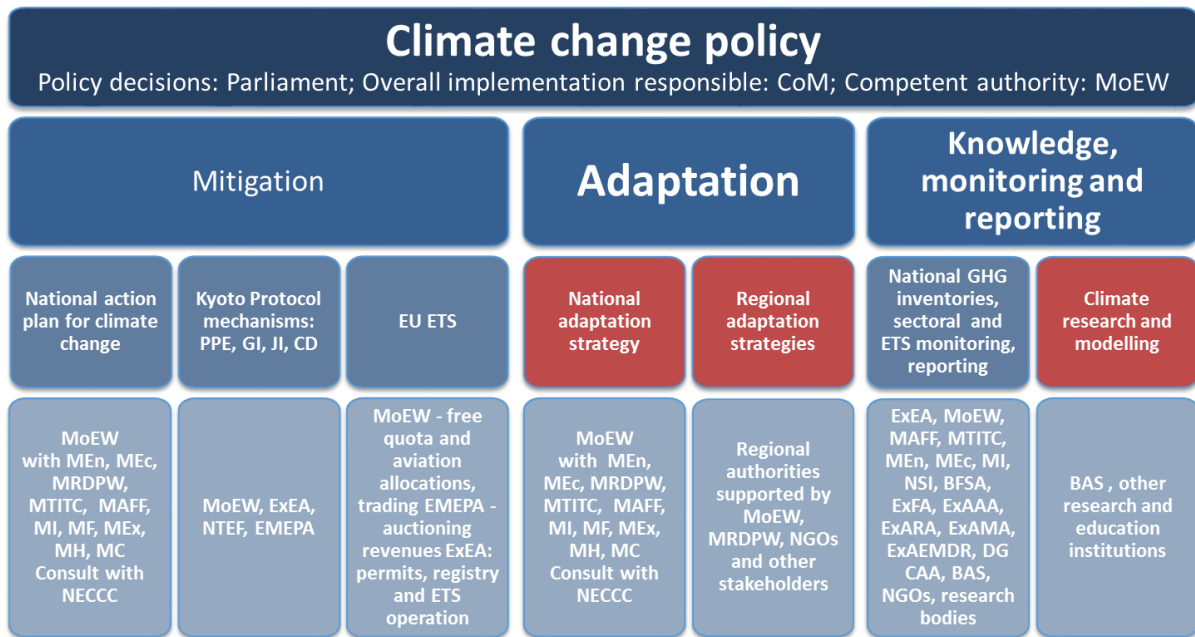 Climate change policy
Policy decisions: Parliament; Overall implementation responsible: CoM; Competent authority: MoEW
Mitigation
Adaptation
Knowledge,
monitoring and
reporting
National action
plan for climate
change
Kyoto Protocol
mechanisms:
PPE, GI, JI, CD
EU ETS
National
adaptation
strategy
Regional
adaptation
strategies
National GHG
inventories,
sectoral and
ETS monitoring,
reporting
Climate
research and
modelling
MoEW
with MEn, MEc,
MRDPW,
MTITC, MAFF,
MI, MF, MEx,
MH, MC
Consult with
NECCC
MoEW, ExEA,
NTEF, EMEPA
MoEW - free
quota and
aviation
allocations,
trading EMEPA -
auctioning
revenues ExEA:
permits, registry
and ETS
operation
MoEW
with MEn,
MEc, MRDPW,
MTITC, MAFF,
MI, MF, MEx,
MH, MC
Consult with
NECCC
Regional
authorities
supported by
MoEW,
MRDPW, NGOs
and other
stakeholders
ExEA, MoEW,
MAFF, MTITC,
MEn, MEc, MI,
NSI, BFSA,
ExFA, ExAAA,
ExARA, ExAMA,
ExAEMDR, DG
CAA, BAS,
NGOs, research
bodies
BAS , other
research and
education
institutions